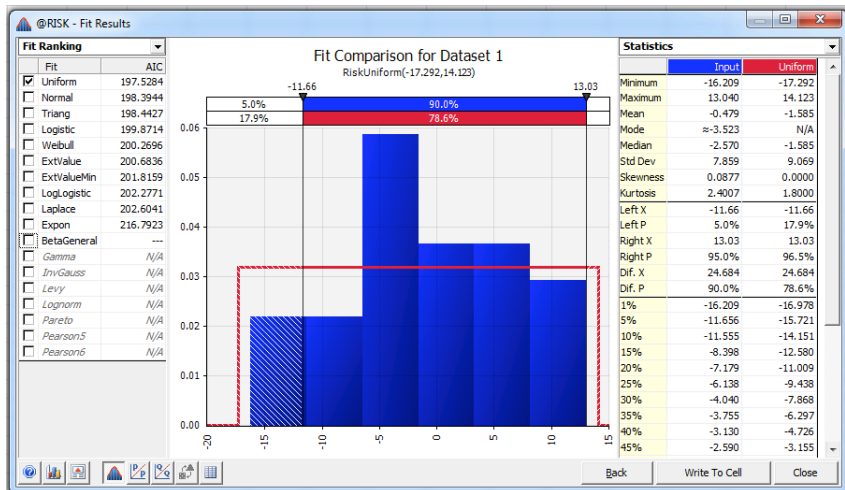 @RISK - Fit Results
Fit Ranking
Fit AIC
Uniform 197.5284
Normal 198.3944
Triang 198.4427
Logistic 199.8714
Weibull 200.2696
ExtValue 200.6836
ExtValueMin 201.8159
LogLogistic 202.2771
Laplace 202.6041
Expon 216.7923
BetaGeneral ---
Gamma N/A
InvGauss N/A
Levy N/A
Lognorm N/A
Pareto N/A
Pearson5 N/A
Pearson6 N/A
Fit Comparison for Dataset 1
RiskUniform(-17.292,14.123)
-11.66 13.03
5.0% 90.0%
17.9% 78.6%
0.06
0.05
0.04
0.03
0.02
0.01
0.00
-20 -15 -10 -5 0 5 10 15
Statistics
Input Uniform
Minimum -16.209 -17.292
Maximum 13.040 14.123
Mean -0.479 -1.585
Mode ≈-3.523 N/A
Median -2.570 -1.585
Std Dev 7.859 9.069
Skewness 0.0877 0.0000
Kurtosis 2.4007 1.8000
Left X -11.66 -11.66
Left P 5.0% 17.9%
Right X 13.03 13.03
Right P 95.0% 96.5%
Dif. X 24.684 24.684
Dif. P 90.0% 78.6%
1% -16.209 -16.978
5% -11.656 -15.721
10% -11.555 -14.151
15% -8.398 -12.580
20% -7.179 -11.009
25% -6.138 -9.438
30% -4.040 -7.868
35% -3.755 -6.297
40% -3.130 -4.726
45% -2.590 -3.155
P P
Q
Back Write To Cell Close